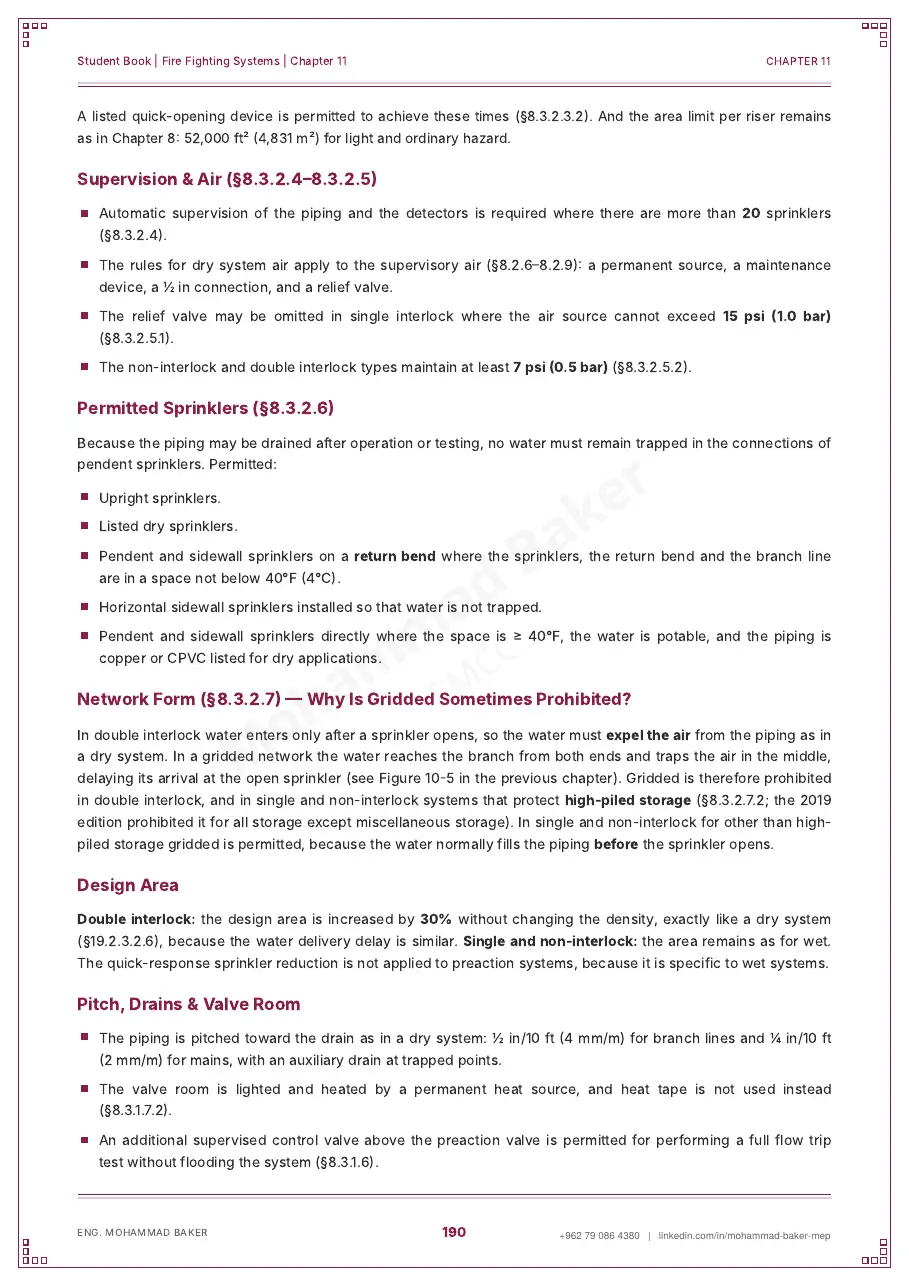 Student Book | Fire Fighting Systems | Chapter 11
CHAPTER 11
A listed quick-opening device is permitted to achieve these times (§8.3.2.3.2). And the area limit per riser remains
as in Chapter 8: 52,000 ft² (4,831 m²) for light and ordinary hazard.
Supervision & Air (§8.3.2.4–8.3.2.5)
Automatic supervision of the piping and the detectors is required where there are more than 20 sprinklers
(§8.3.2.4).
The rules for dry system air apply to the supervisory air (§8.2.6–8.2.9): a permanent source, a maintenance
device, a ½ in connection, and a relief valve.
The relief valve may be omitted in single interlock where the air source cannot exceed 15 psi (1.0 bar)
(§8.3.2.5.1).
The non-interlock and double interlock types maintain at least 7 psi (0.5 bar) (§8.3.2.5.2).
Permitted Sprinklers (§8.3.2.6)
Because the piping may be drained after operation or testing, no water must remain trapped in the connections of
pendent sprinklers. Permitted:
Upright sprinklers.
Listed dry sprinklers.
Pendent and sidewall sprinklers on a return bend where the sprinklers, the return bend and the branch line
are in a space not below 40°F (4°C).
Horizontal sidewall sprinklers installed so that water is not trapped.
Pendent and sidewall sprinklers directly where the space is ≥ 40°F, the water is potable, and the piping is
copper or CPVC listed for dry applications.
Network Form (§8.3.2.7) — Why Is Gridded Sometimes Prohibited?
In double interlock water enters only after a sprinkler opens, so the water must expel the air from the piping as in
a dry system. In a gridded network the water reaches the branch from both ends and traps the air in the middle,
delaying its arrival at the open sprinkler (see Figure 10-5 in the previous chapter). Gridded is therefore prohibited
in double interlock, and in single and non-interlock systems that protect high-piled storage (§8.3.2.7.2; the 2019
edition prohibited it for all storage except miscellaneous storage). In single and non-interlock for other than high-
piled storage gridded is permitted, because the water normally fills the piping before the sprinkler opens.
Design Area
Double interlock: the design area is increased by 30% without changing the density, exactly like a dry system
(§19.2.3.2.6), because the water delivery delay is similar. Single and non-interlock: the area remains as for wet.
The quick-response sprinkler reduction is not applied to preaction systems, because it is specific to wet systems.
Pitch, Drains & Valve Room
The piping is pitched toward the drain as in a dry system: ½ in/10 ft (4 mm/m) for branch lines and ¼ in/10 ft
(2 mm/m) for mains, with an auxiliary drain at trapped points.
The valve room is lighted and heated by a permanent heat source, and heat tape is not used instead
(§8.3.1.7.2).
An additional supervised control valve above the preaction valve is permitted for performing a full flow trip
test without flooding the system (§8.3.1.6).
Mohammad Baker
ENG. MOHAMMAD BAKER
190
+962 79 086 4380 | linkedin.com/in/mohammad-baker-mep